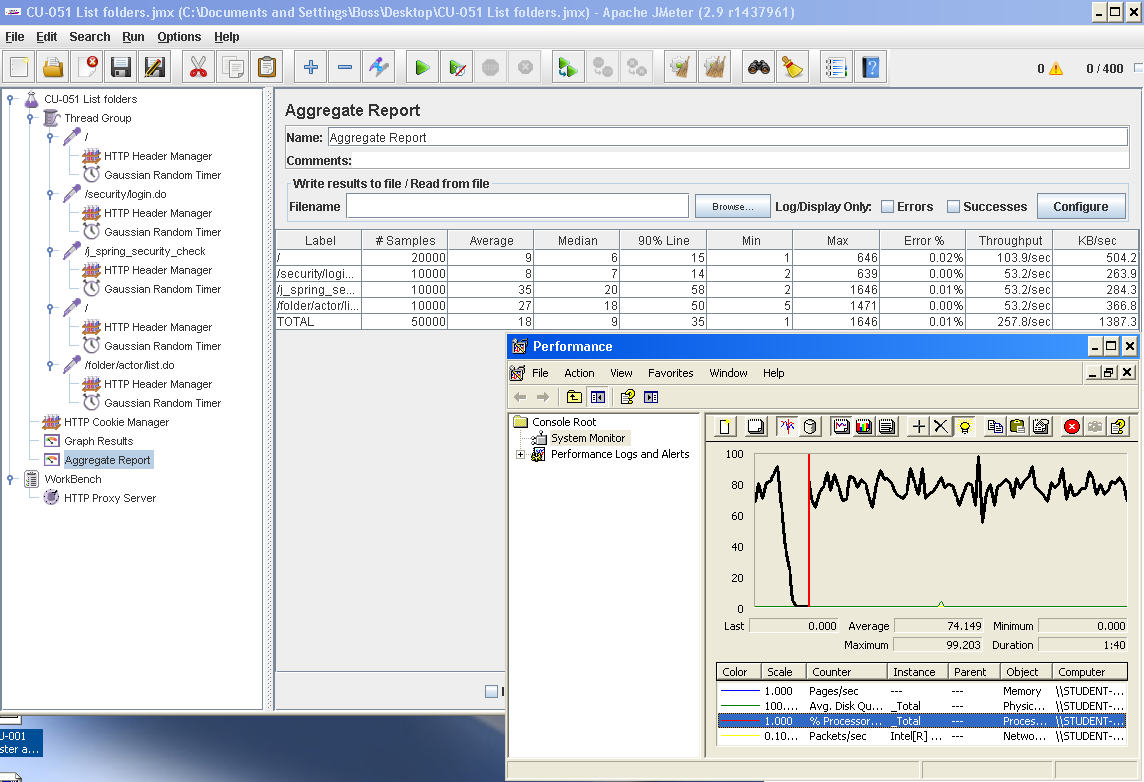 CU-051 List folders.jmx (C:\Documents and Settings\Boss\Desktop\CU-051 List folders.jmx) - Apache JMeter (2.9 r1437961)
File Edit Search Run Options Help
0 0 / 400
CU-051 List folders
Thread Group
/
HTTP Header Manager
Gaussian Random Timer
/security/login.do
HTTP Header Manager
Gaussian Random Timer
/j_spring_security_check
HTTP Header Manager
Gaussian Random Timer
/
HTTP Header Manager
Gaussian Random Timer
/folder/actor/list.do
HTTP Header Manager
Gaussian Random Timer
HTTP Cookie Manager
Graph Results
Aggregate Report
WorkBench
HTTP Proxy Server
Aggregate Report
Name: Aggregate Report
Comments:
Write results to file / Read from file
Filename Browse... Log/Display Only: Errors Successes Configure
Label # Samples Average Median 90% Line Min Max Error % Throughput KB/sec
/ 20000 9 6 15 1 646 0.02% 103.9/sec 504.2
/security/logi... 10000 8 7 14 2 639 0.00% 53.2/sec 263.9
/j_spring_se... 10000 35 20 58 2 1646 0.01% 53.2/sec 284.3
/folder/actor/li... 10000 27 18 50 5 1471 0.00% 53.2/sec 366.8
TOTAL 50000 18 9 35 1 1646 0.01% 257.8/sec 1387.3
Performance
File Action View Favorites Window Help
Console Root
System Monitor
Performance Logs and Alerts
100
80
60
40
20
0
Last 0.000 Average 74.149 Minimum 0.000
Maximum 99.203 Duration 1:40
Color Scale Counter Instance Parent Object Computer
1.000 Pages/sec --- --- Memory \\STUDENT-...
100.... Avg. Disk Qu... _Total --- Physic... \\STUDENT-...
1.000 % Processor... _Total --- Proces... \\STUDENT-...
0.10... Packets/sec Intel[R] ... --- Netwo... \\STUDENT-...
U-001
ster a...